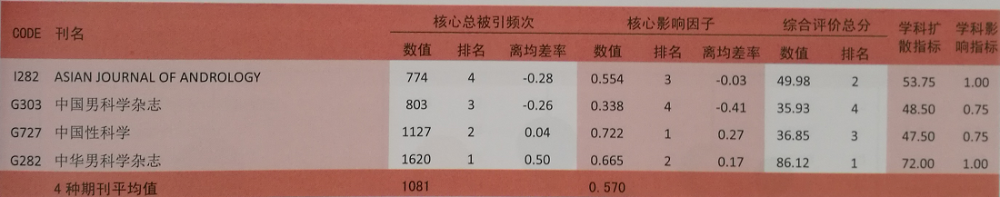 核心总被引频次 核心影响因子 综合评价总分 学科扩 学科影
CODE 刊名 数值 排名 离均差率 数值 排名 离均差率 数值 排名 散指标 响指标
I282 ASIAN JOURNAL OF ANDROLOGY 774 4 -0.28 0.554 3 -0.03 49.98 2 53.75 1.00
G303 中国男科学杂志 803 3 -0.26 0.338 4 -0.41 35.93 4 48.50 0.75
G727 中国性科学 1127 2 0.04 0.722 1 0.27 36.85 3 47.50 0.75
G282 中华男科学杂志 1620 1 0.50 0.665 2 0.17 86.12 1 72.00 1.00
4 种期刊平均值 1081 0.570